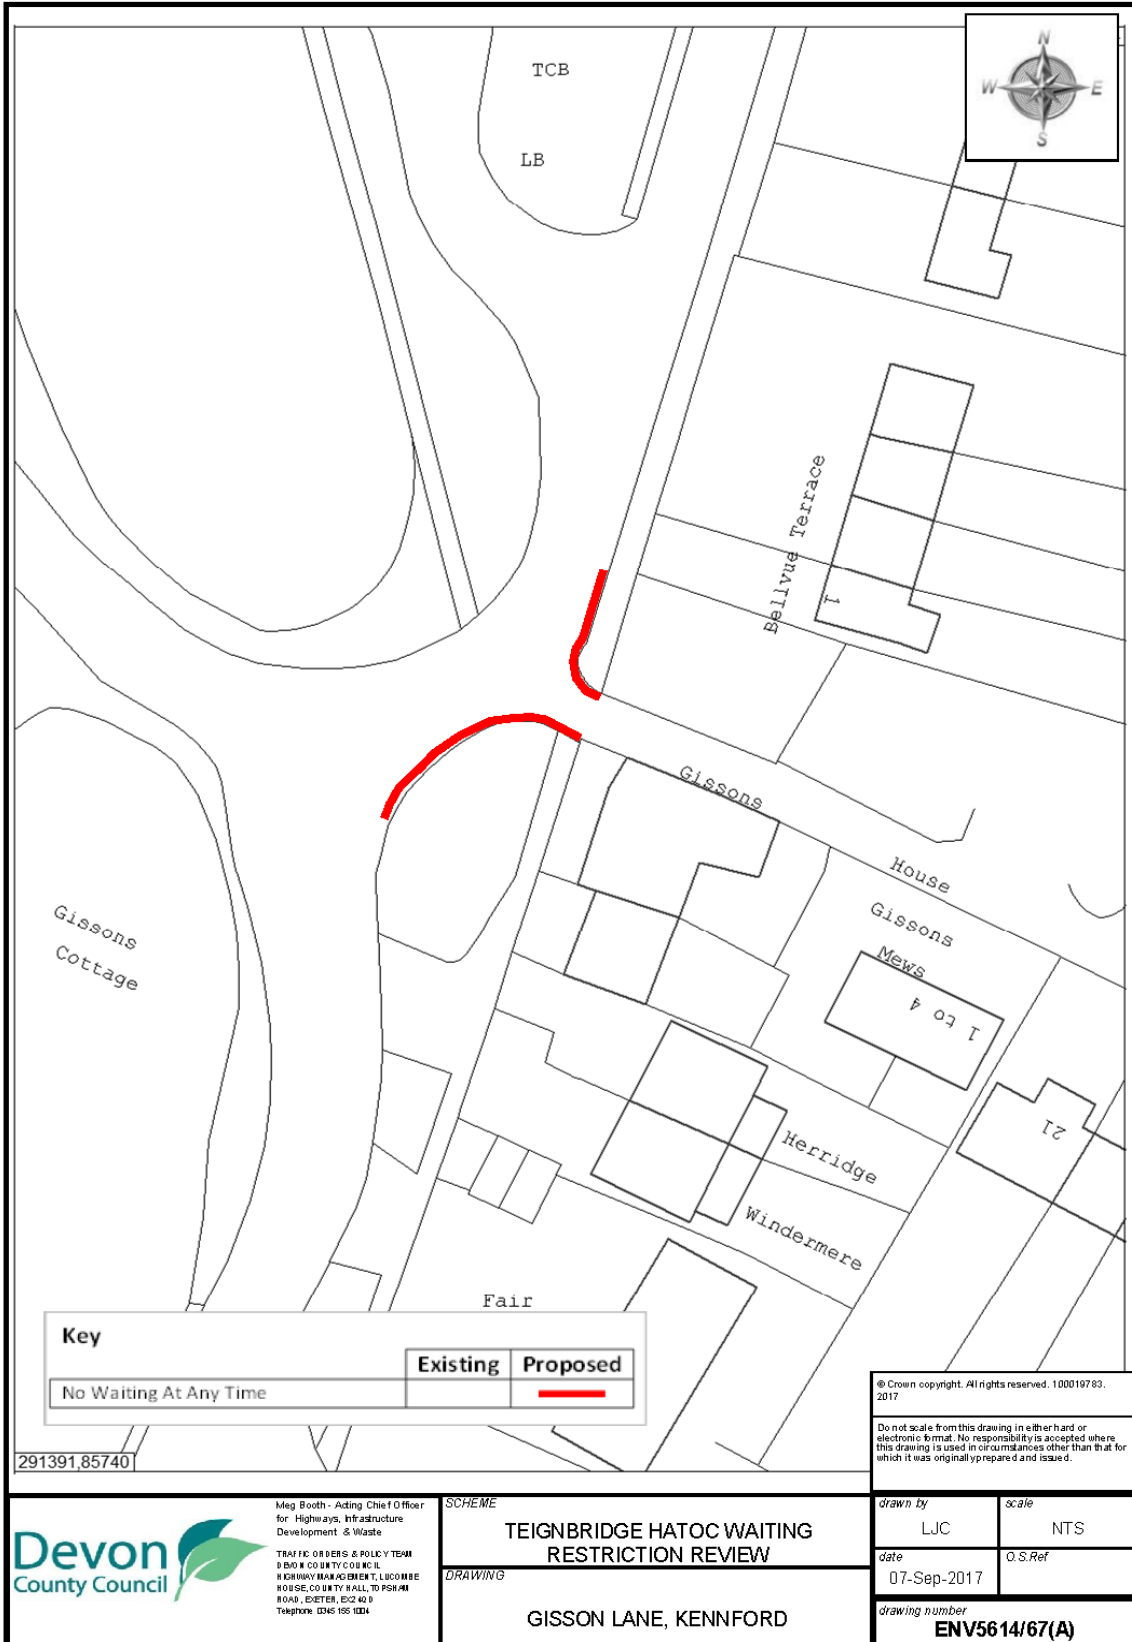 N
W
E
S
TCB
LB
Bellvue Terrace
1
Gissons
House
Gissons
Mews
1 to 4
Gissons
Cottage
21
Herridge
Windermere
Fair
Key
Existing Proposed
No Waiting At Any Time
291391,85740
© Crown copyright. All rights reserved. 100019783.
2017
Do not scale from this drawing in either hard or
electronic format. No responsibility is accepted where
this drawing is used in circumstances other than that for
which it was originally prepared and issued.
Devon
County Council
Meg Booth - Acting Chief Officer
for Highways, Infrastructure
Development & Waste
TRAFFIC ORDERS & POLICY TEAM
DEVON COUNTY COUNCIL
HIGHWAY MANAGEMENT, LUCOMBE
HOUSE, COUNTY HALL, TOPSHAM
ROAD, EXETER, EX2 4QD
Telephone 0345 155 1004
SCHEME
TEIGNBRIDGE HATOC WAITING
RESTRICTION REVIEW
DRAWING
GISSON LANE, KENNFORD
drawn by
LJC
scale
NTS
date
07-Sep-2017
O.S.Ref
drawing number
ENV5614/67(A)